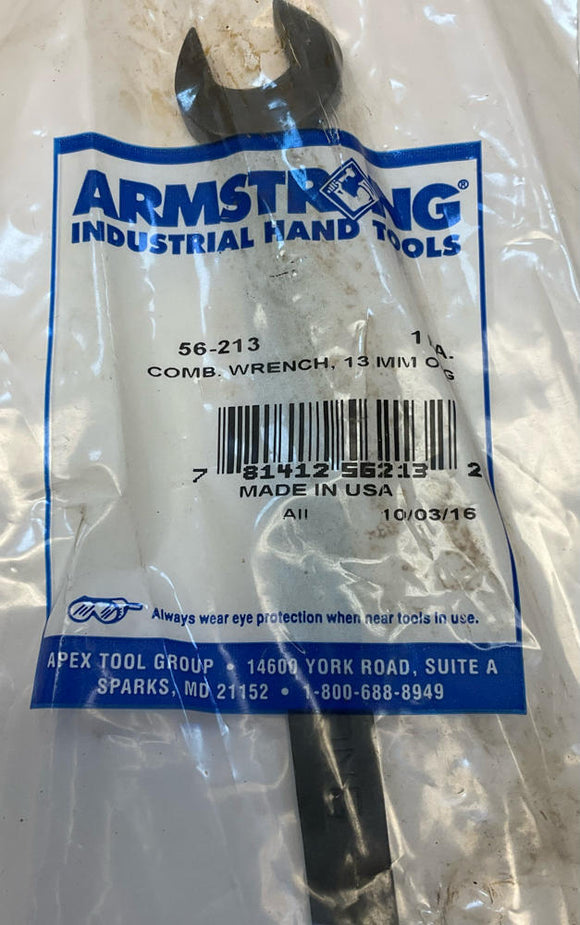 ARMSTRONG®
INDUSTRIAL HAND TOOLS
56-213 1 EA.
COMB. WRENCH, 13 MM
7 81412 56213 2
MADE IN USA
All 10/03/16
Always wear eye protection when near tools in use.
APEX TOOL GROUP • 14600 YORK ROAD, SUITE A
SPARKS, MD 21152 • 1-800-688-8949